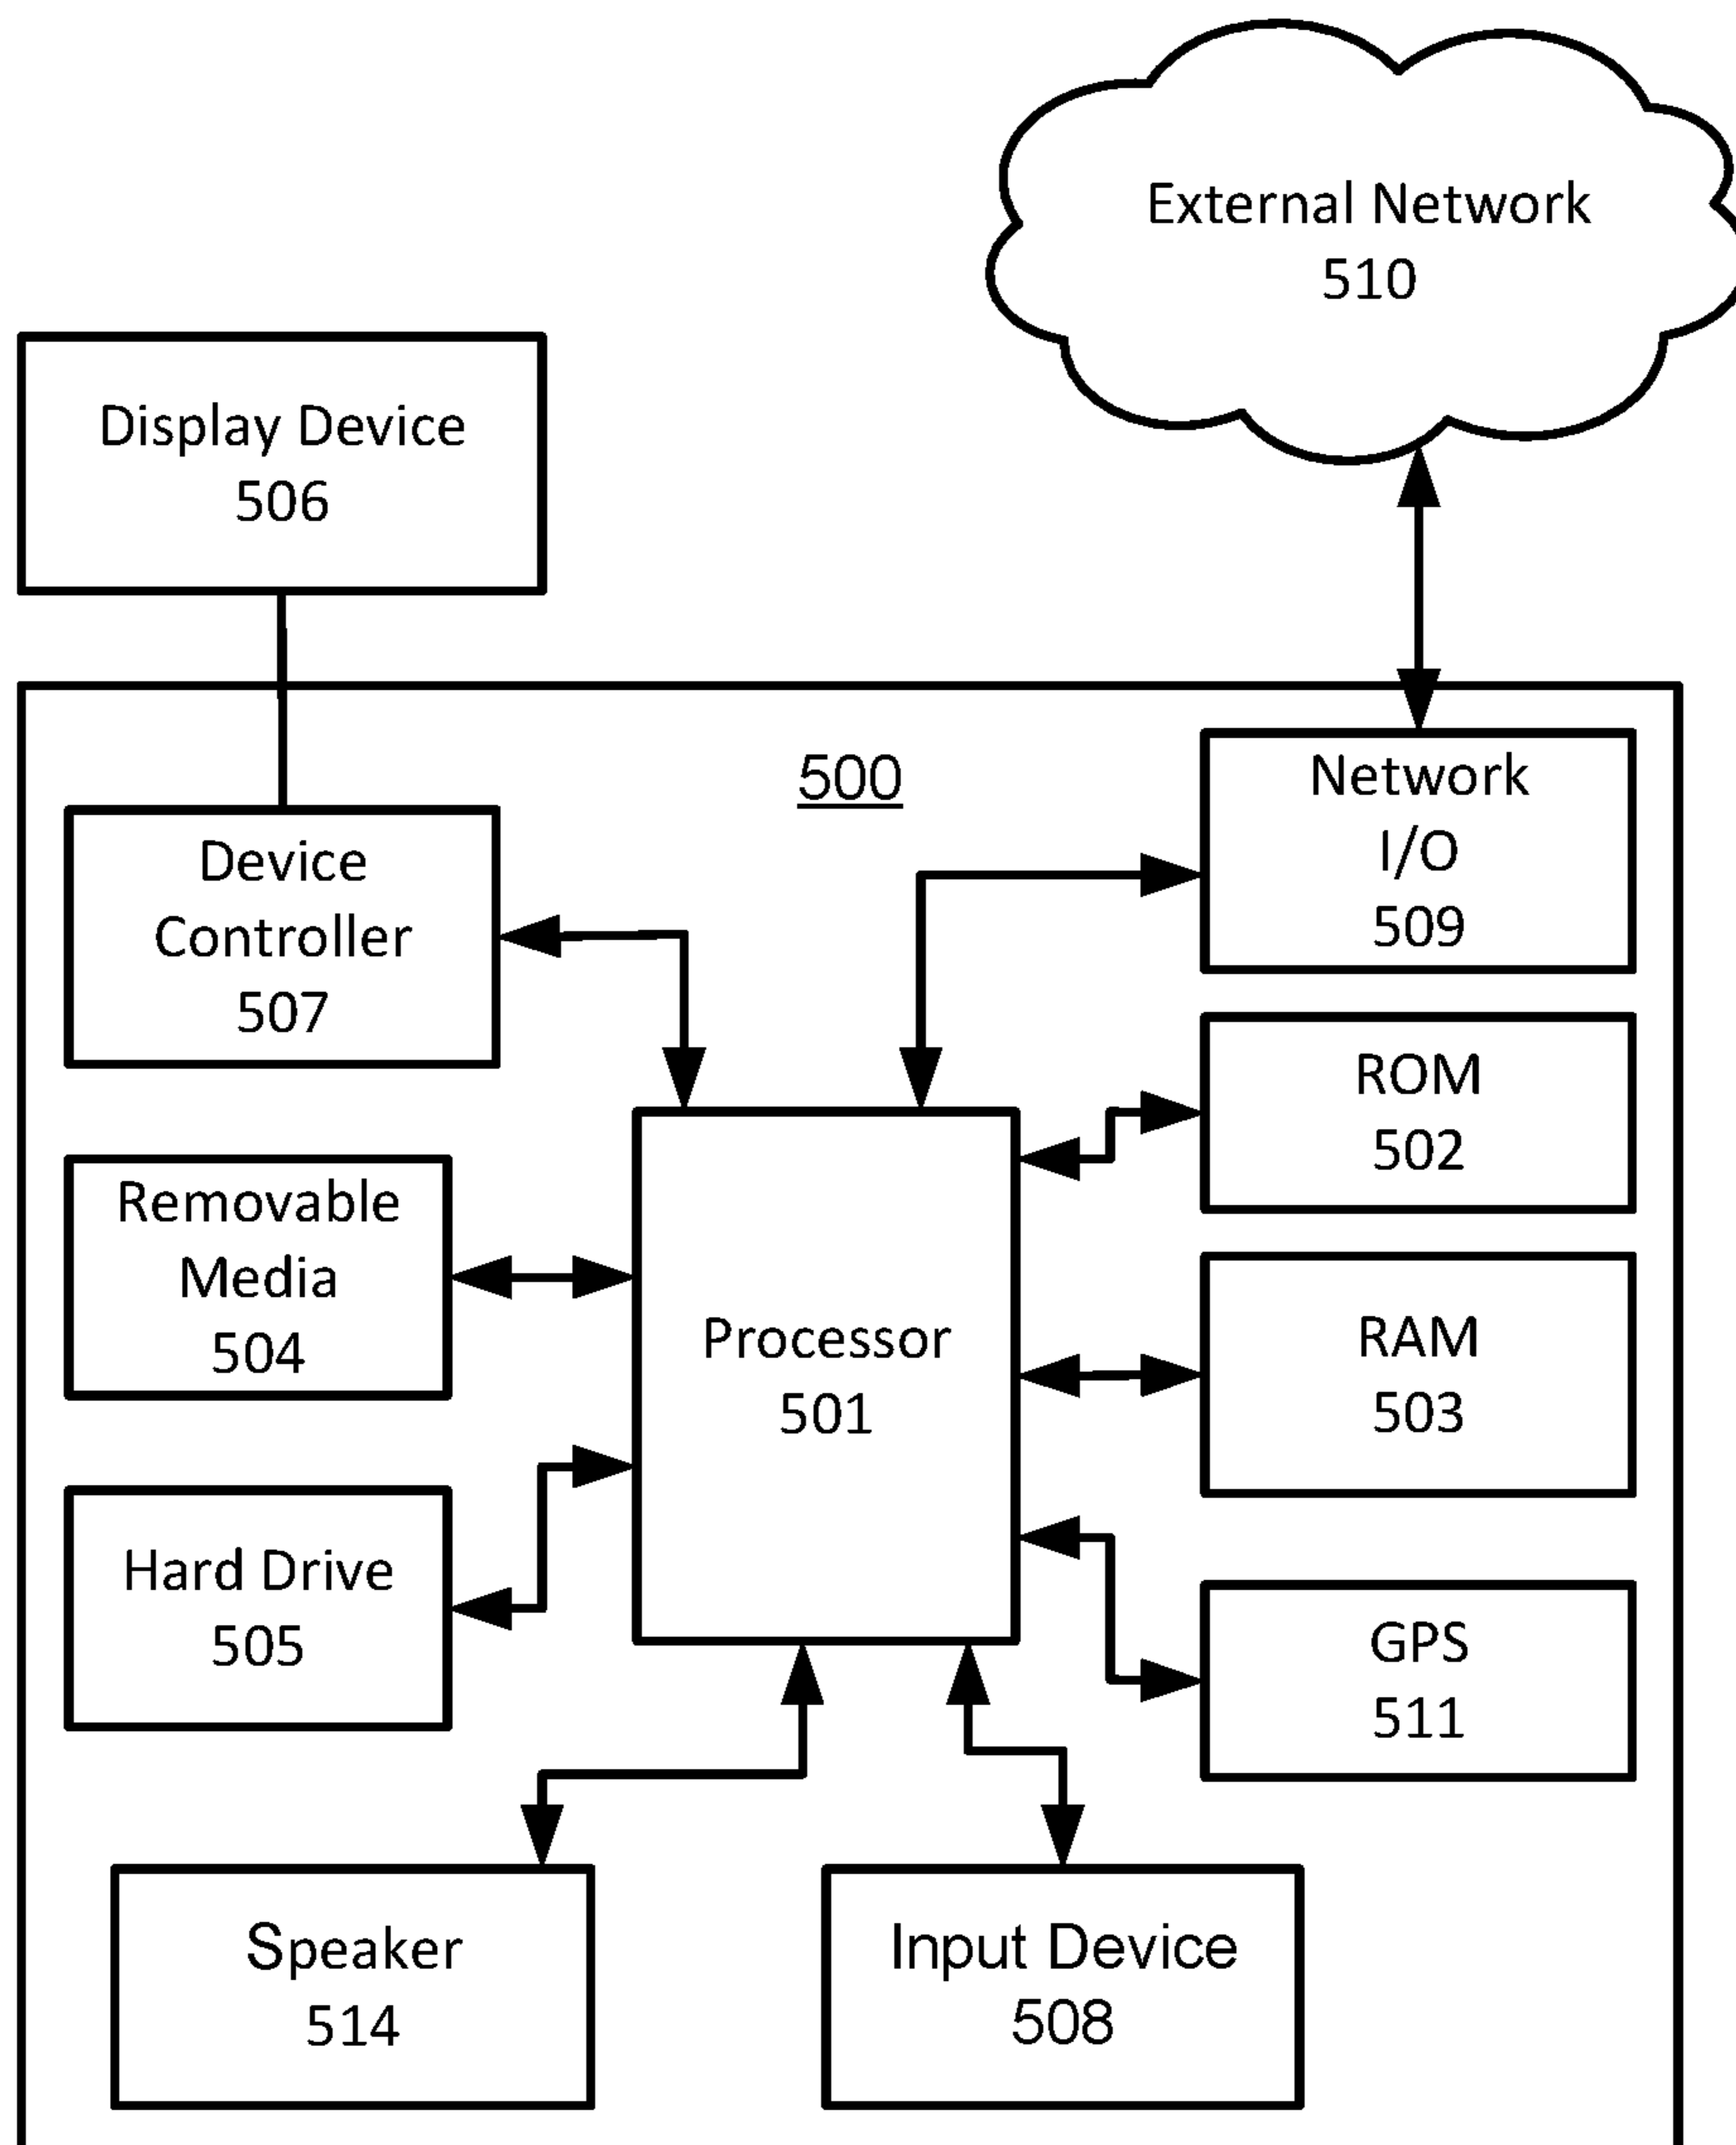 External Network
510
Display Device
506
500
Network
I/O
509
Device
Controller
507
ROM
502
Removable
Media
504
Processor
501
RAM
503
Hard Drive
505
GPS
511
Speaker
514
Input Device
508